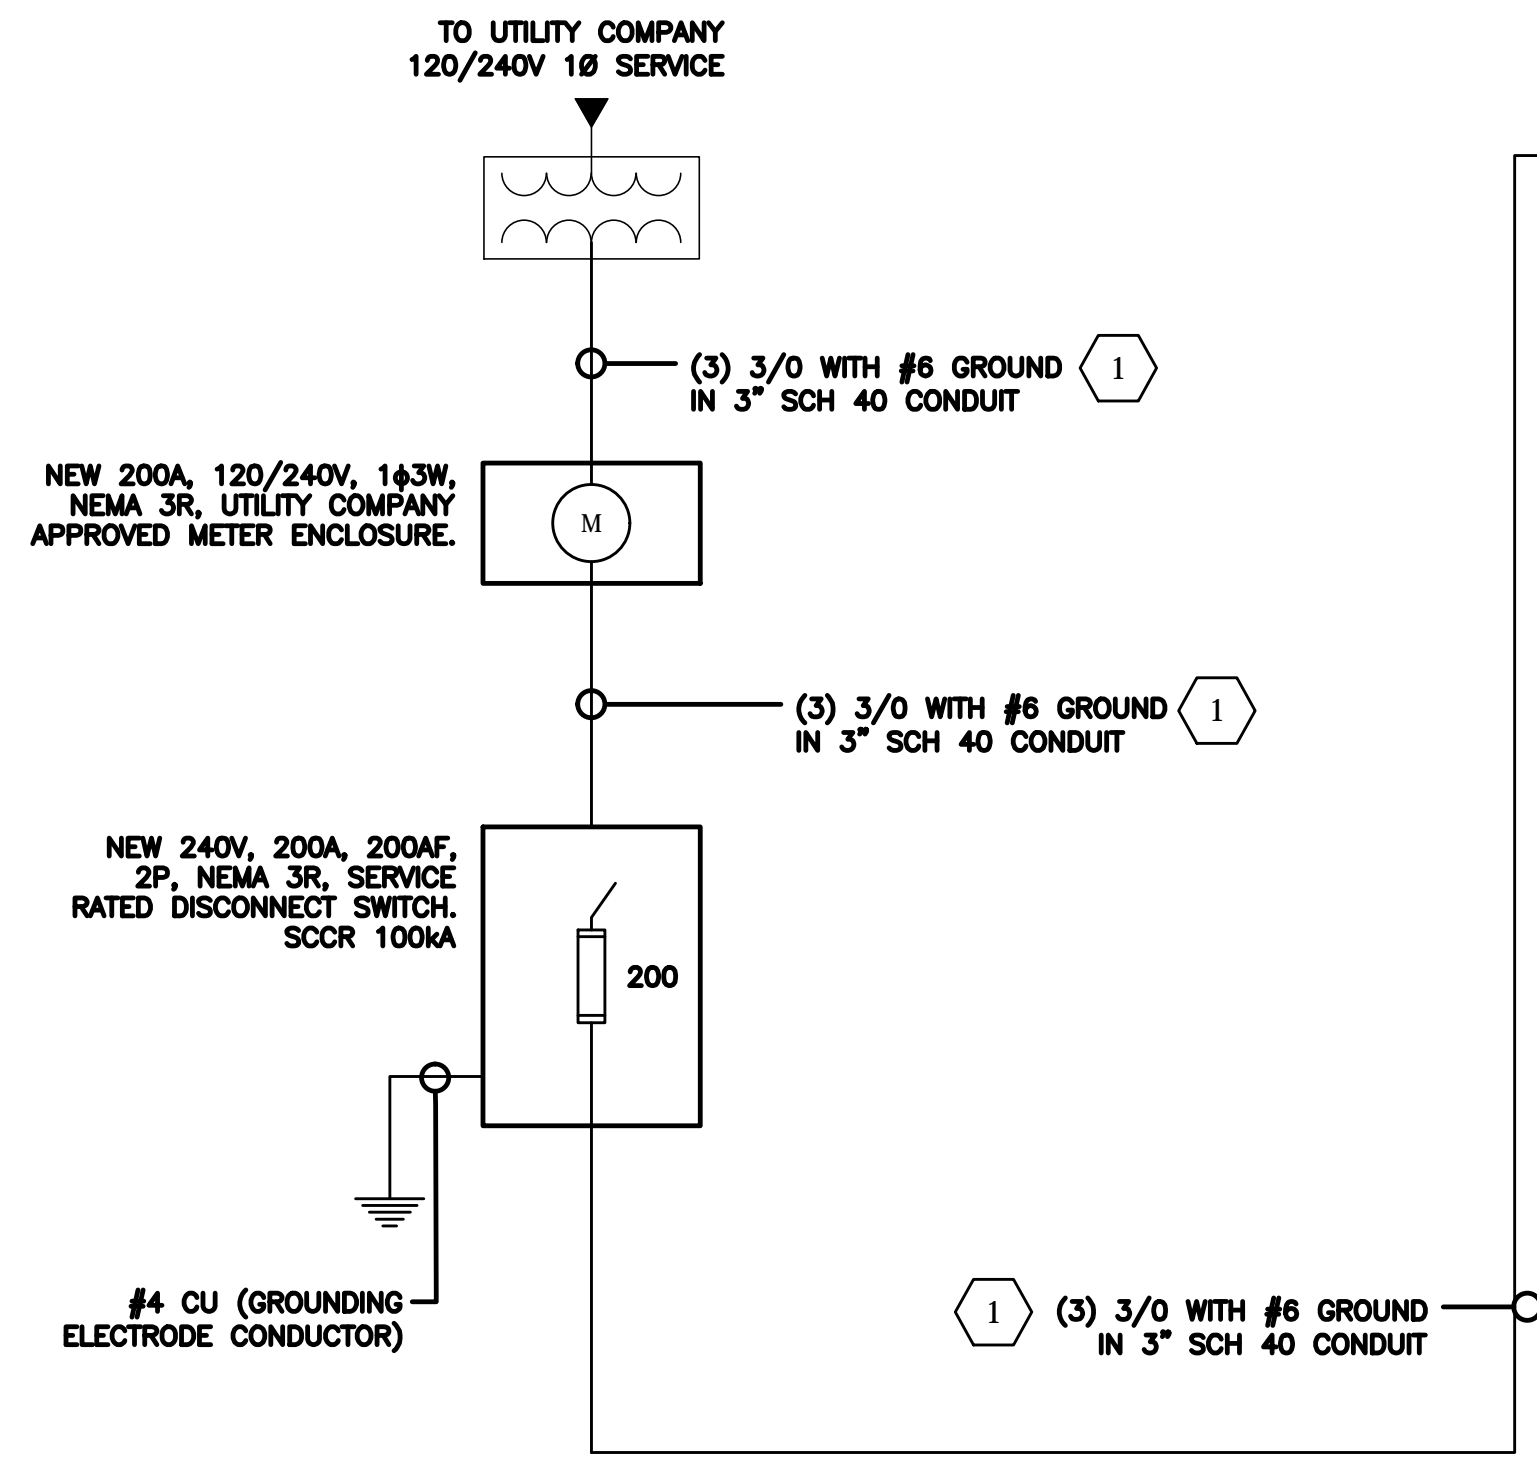 TO UTILITY COMPANY
120/240V 1Ø SERVICE
(3) 3/0 WITH #6 GROUND
IN 3" SCH 40 CONDUIT
1
NEW 200A, 120/240V, 1ϕ3W,
NEMA 3R, UTILITY COMPANY
APPROVED METER ENCLOSURE.
M
(3) 3/0 WITH #6 GROUND
IN 3" SCH 40 CONDUIT
1
NEW 240V, 200A, 200AF,
2P, NEMA 3R, SERVICE
RATED DISCONNECT SWITCH.
SCCR 100kA
200
#4 CU (GROUNDING
ELECTRODE CONDUCTOR)
1
(3) 3/0 WITH #6 GROUND
IN 3" SCH 40 CONDUIT